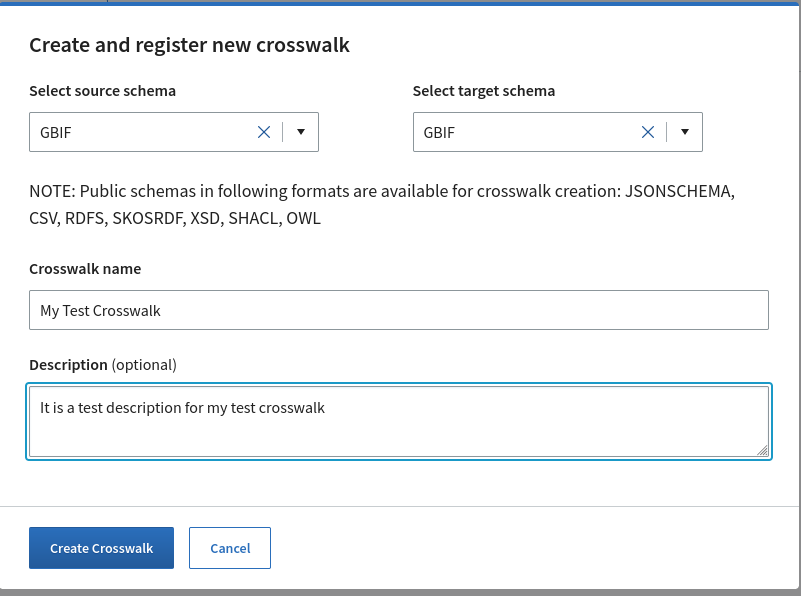 Create and register new crosswalk
Select source schema
Select target schema
GBIF
GBIF
NOTE: Public schemas in following formats are available for crosswalk creation: JSONSCHEMA,
CSV, RDFS, SKOSRDF, XSD, SHACL, OWL
Crosswalk name
My Test Crosswalk
Description (optional)
It is a test description for my test crosswalk
Create Crosswalk
Cancel